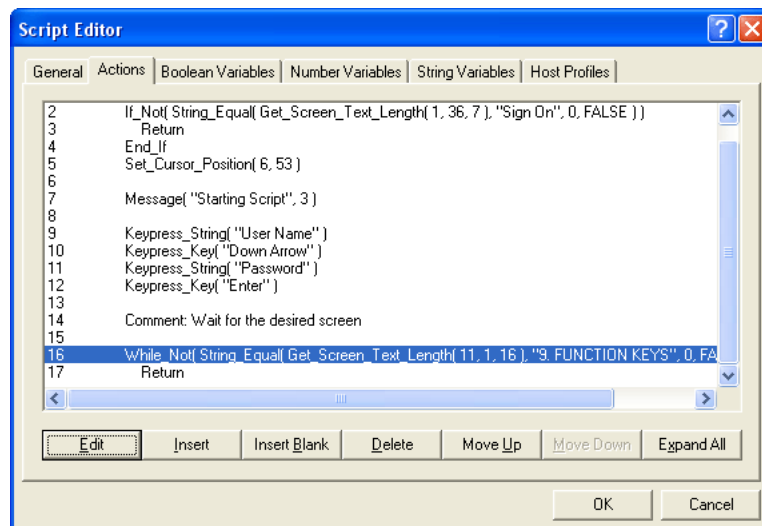 Script Editor
General Actions Boolean Variables Number Variables String Variables Host Profiles
2 If_Not( String_Equal( Get_Screen_Text_Length( 1, 36, 7 ), "Sign On", 0, FALSE ) )
3 Return
4 End_If
5 Set_Cursor_Position( 6, 53 )
6
7 Message( "Starting Script", 3 )
8
9 Keypress_String( "User Name" )
10 Keypress_Key( "Down Arrow" )
11 Keypress_String( "Password" )
12 Keypress_Key( "Enter" )
13
14 Comment: Wait for the desired screen
15
16 While_Not( String_Equal( Get_Screen_Text_Length( 11, 1, 16 ), "9. FUNCTION KEYS", 0, FA
17 Return
Edit Insert Insert Blank Delete Move Up Move Down Expand All
OK Cancel